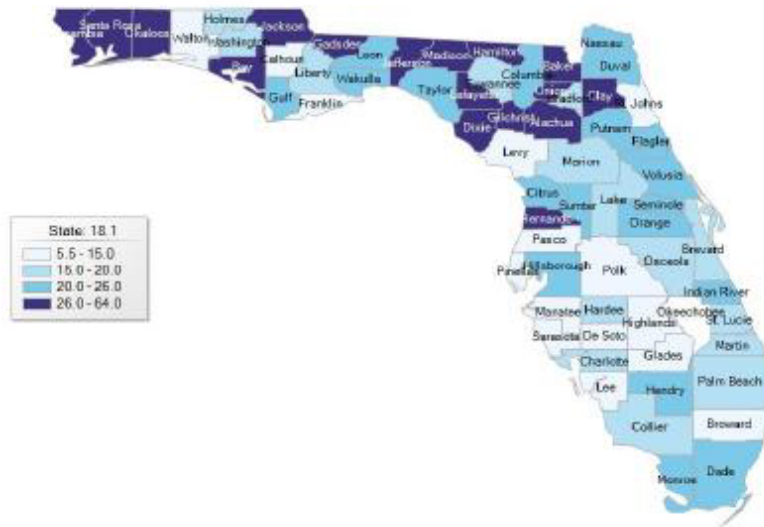 Santa Rosa
Okaloosa
Walton
Holmes
Washington
Jackson
Bay
Calhoun
Gulf
Liberty
Gadsden
Franklin
Leon
Wakulla
Jefferson
Madison
Taylor
Hamilton
Lafayette
Dixie
Columbia
Gilchrist
Baker
Union
Alachua
Levy
Nassau
Duval
Clay
Johns
Putnam
Flagler
Marion
Volusia
Citrus
Sumter
Lake
Seminole
Hernando
Orange
Pasco
Brevard
Osceola
Hillsborough
Polk
Indian River
Manatee
Hardee
Okeechobee
St. Lucie
Highlands
Sarasota
De Soto
Martin
Charlotte
Glades
Lee
Hendry
Palm Beach
Collier
Broward
Monroe
Dade
State: 18.1
5.5 - 15.0
15.0 - 20.0
20.0 - 26.0
26.0 - 64.0